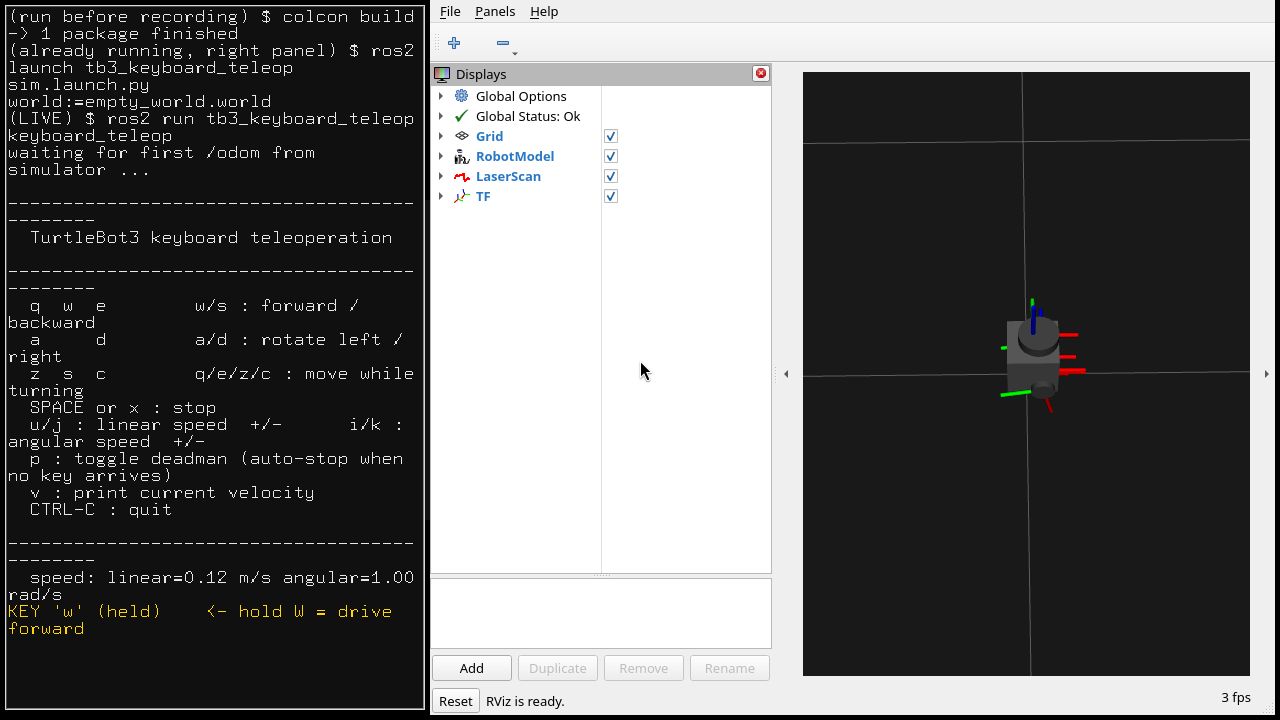 (run before recording) $ colcon build
-> 1 package finished
(already running, right panel) $ ros2
launch tb3_keyboard_teleop
sim.launch.py
world:=empty_world.world
(LIVE) $ ros2 run tb3_keyboard_teleop
keyboard_teleop
waiting for first /odom from
simulator ...
-------------------------------------
--------
TurtleBot3 keyboard teleoperation
-------------------------------------
--------
q w e w/s : forward /
backward
a d a/d : rotate left /
right
z s c q/e/z/c : move while
turning
SPACE or x : stop
u/j : linear speed +/- i/k :
angular speed +/-
p : toggle deadman (auto-stop when
no key arrives)
v : print current velocity
CTRL-C : quit
-------------------------------------
--------
speed: linear=0.12 m/s angular=1.00
rad/s
KEY 'w' (held) <- hold W = drive
forward
File Panels Help
Displays
Global Options
Global Status: Ok
Grid
RobotModel
LaserScan
TF
Add Duplicate Remove Rename
Reset RViz is ready.
3 fps